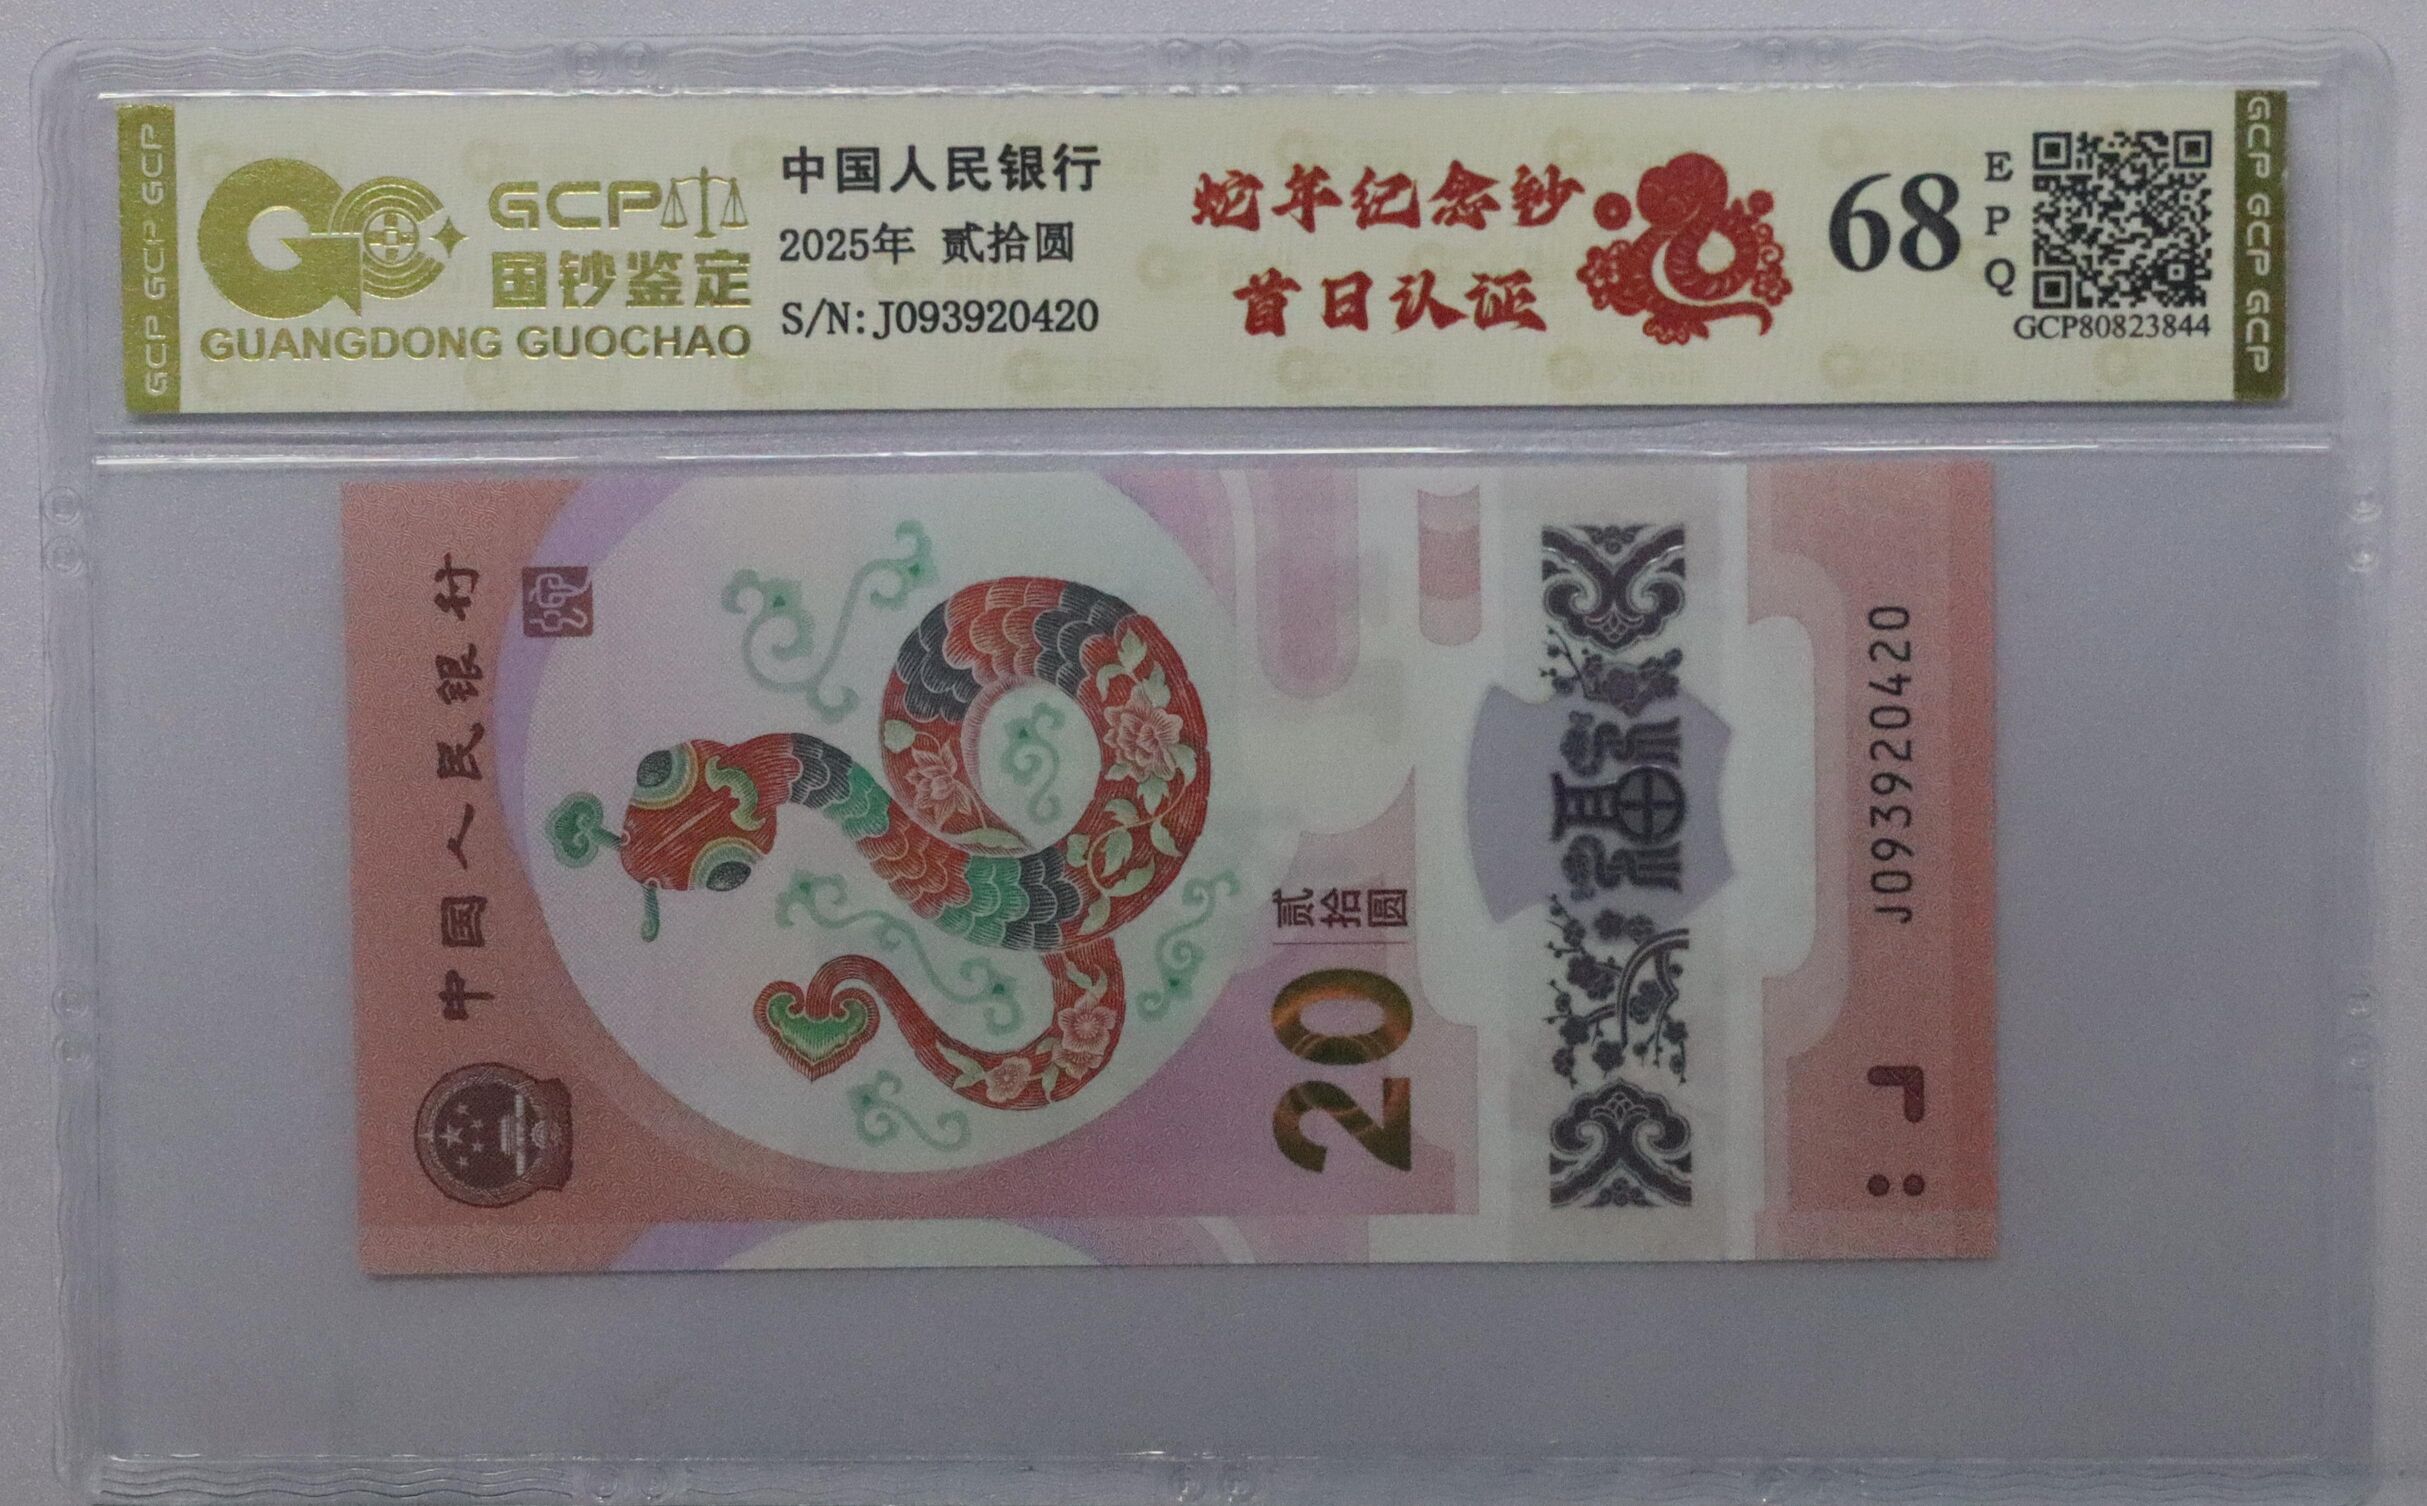 GCP GCP GCP
GCP
国钞鉴定
GUANGDONG GUOCHAO
中国人民银行
2025年 贰拾圆
S/N:J093920420
蛇年纪念钞
首日认证
68
EPQ
GCP80823844
GCP GCP GCP
中国人民银行
贰拾圆
20
福
J093920420